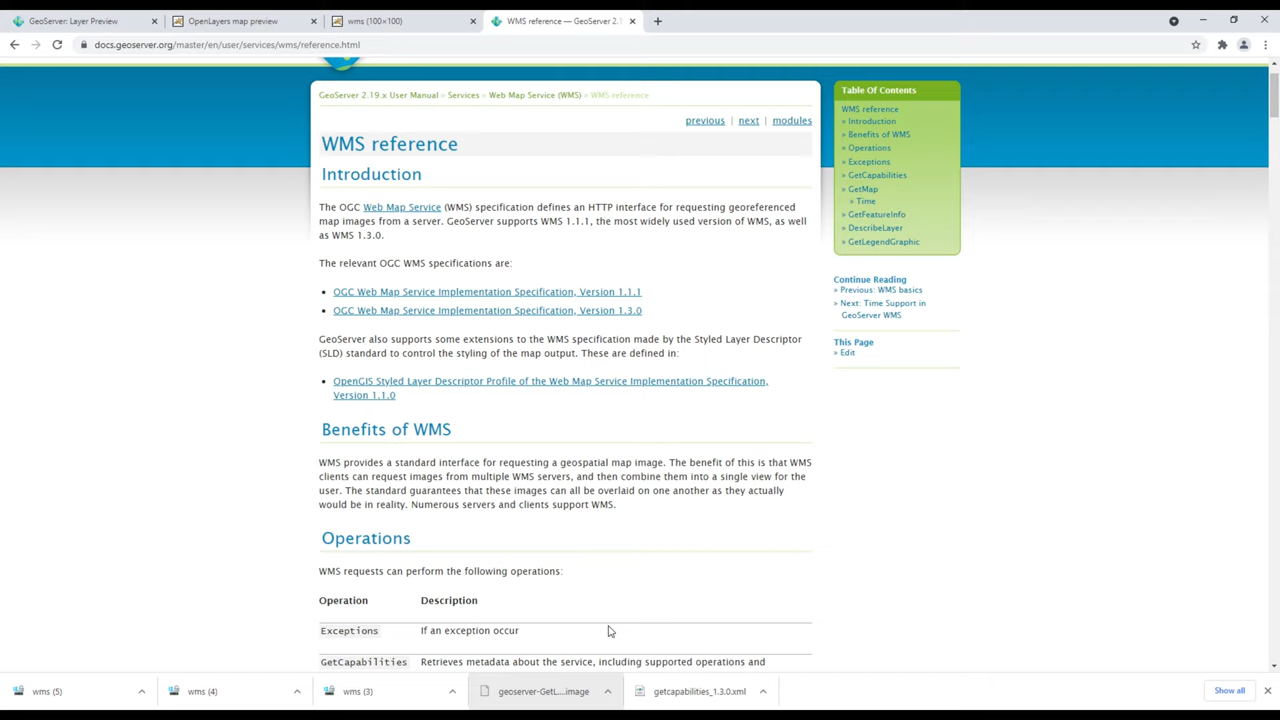 GeoServer: Layer Preview
OpenLayers map preview
wms (100×100)
WMS reference — GeoServer 2.1
docs.geoserver.org/master/en/user/services/wms/reference.html
GeoServer 2.19.x User Manual » Services » Web Map Service (WMS) » WMS reference
previous | next | modules
WMS reference
Introduction
The OGC Web Map Service (WMS) specification defines an HTTP interface for requesting georeferenced
map images from a server. GeoServer supports WMS 1.1.1, the most widely used version of WMS, as well
as WMS 1.3.0.
The relevant OGC WMS specifications are:
• OGC Web Map Service Implementation Specification, Version 1.1.1
• OGC Web Map Service Implementation Specification, Version 1.3.0
GeoServer also supports some extensions to the WMS specification made by the Styled Layer Descriptor
(SLD) standard to control the styling of the map output. These are defined in:
• OpenGIS Styled Layer Descriptor Profile of the Web Map Service Implementation Specification,
Version 1.1.0
Benefits of WMS
WMS provides a standard interface for requesting a geospatial map image. The benefit of this is that WMS
clients can request images from multiple WMS servers, and then combine them into a single view for the
user. The standard guarantees that these images can all be overlaid on one another as they actually
would be in reality. Numerous servers and clients support WMS.
Operations
WMS requests can perform the following operations:
Operation Description
Exceptions If an exception occur
GetCapabilities Retrieves metadata about the service, including supported operations and
Table Of Contents
WMS reference
» Introduction
» Benefits of WMS
» Operations
» Exceptions
» GetCapabilities
» GetMap
» Time
» GetFeatureInfo
» DescribeLayer
» GetLegendGraphic
Continue Reading
» Previous: WMS basics
» Next: Time Support in
GeoServer WMS
This Page
» Edit
wms (5)
wms (4)
wms (3)
geoserver-GetL....image
getcapabilities_1.3.0.xml
Show all